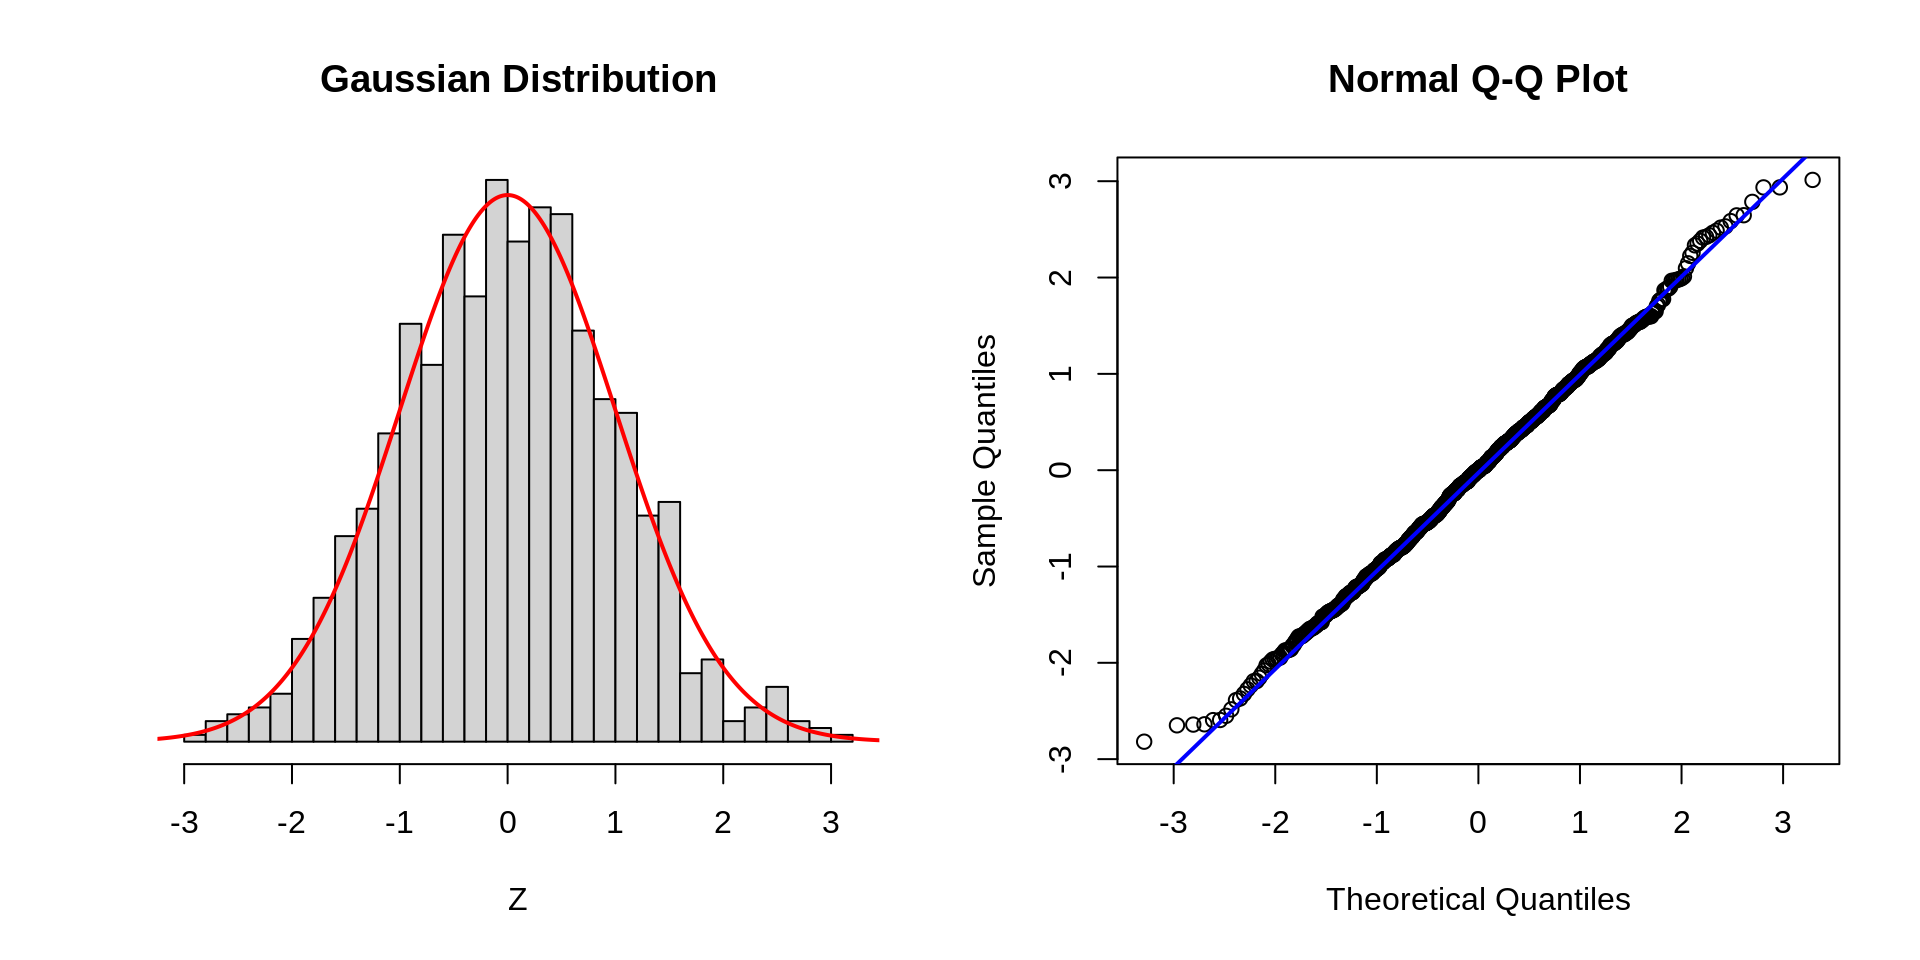 Gaussian Distribution
-3 -2 -1 0 1 2 3
Z
Normal Q-Q Plot
Sample Quantiles
3
2
1
0
-1
-2
-3
-3 -2 -1 0 1 2 3
Theoretical Quantiles